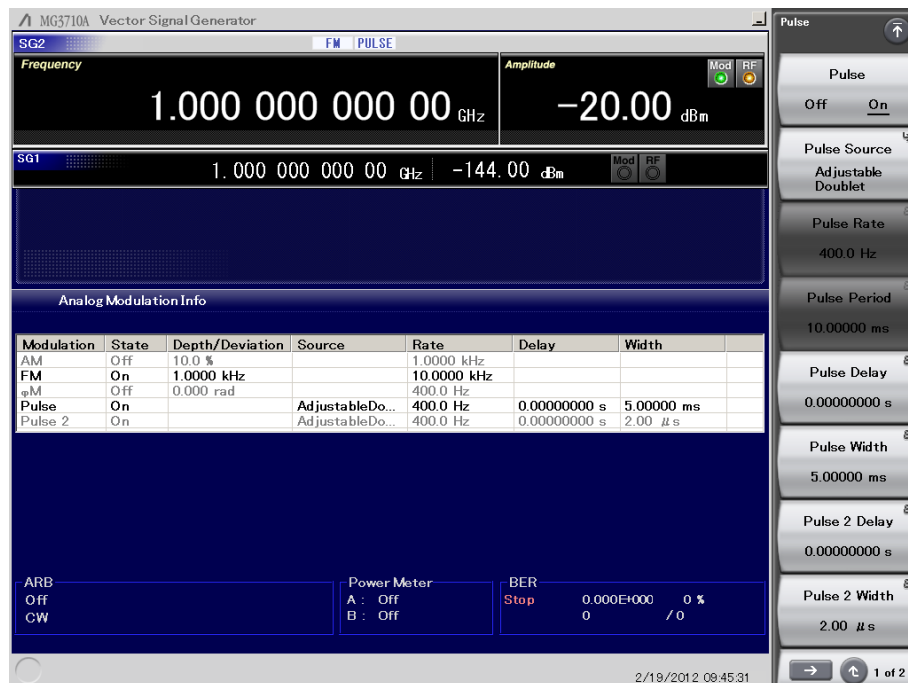 MG3710A Vector Signal Generator
SG2 FM PULSE
Frequency
1.000 000 000 00 GHz
Amplitude
-20.00 dBm
Mod RF
SG1 1.000 000 000 00 GHz -144.00 dBm Mod RF
Analog Modulation Info
Modulation State Depth/Deviation Source Rate Delay Width
AM Off 10.0 % 1.0000 kHz
FM On 1.0000 kHz 10.0000 kHz
φM Off 0.000 rad 400.0 Hz
Pulse On AdjustableDo... 400.0 Hz 0.00000000 s 5.00000 ms
Pulse 2 On AdjustableDo... 400.0 Hz 0.00000000 s 2.00 μs
ARB
Off
CW
Power Meter
A : Off
B : Off
BER
Stop 0.000E+000 0 %
0 / 0
2/19/2012 09:45:31
Pulse
Pulse
Off On
Pulse Source
Adjustable
Doublet
Pulse Rate
400.0 Hz
Pulse Period
10.00000 ms
Pulse Delay
0.00000000 s
Pulse Width
5.00000 ms
Pulse 2 Delay
0.00000000 s
Pulse 2 Width
2.00 μs
1 of 2